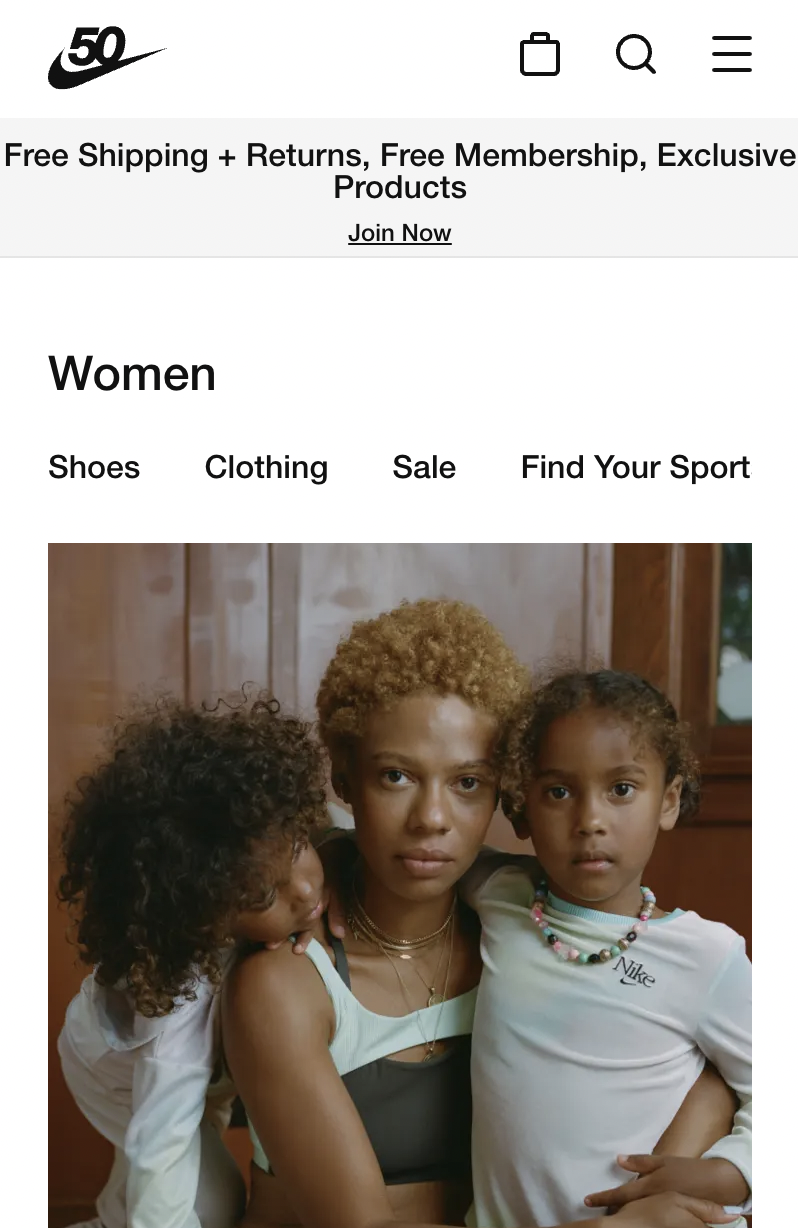 50
Free Shipping + Returns, Free Membership, Exclusive
Products
Join Now
Women
Shoes Clothing Sale Find Your Sport
Nike